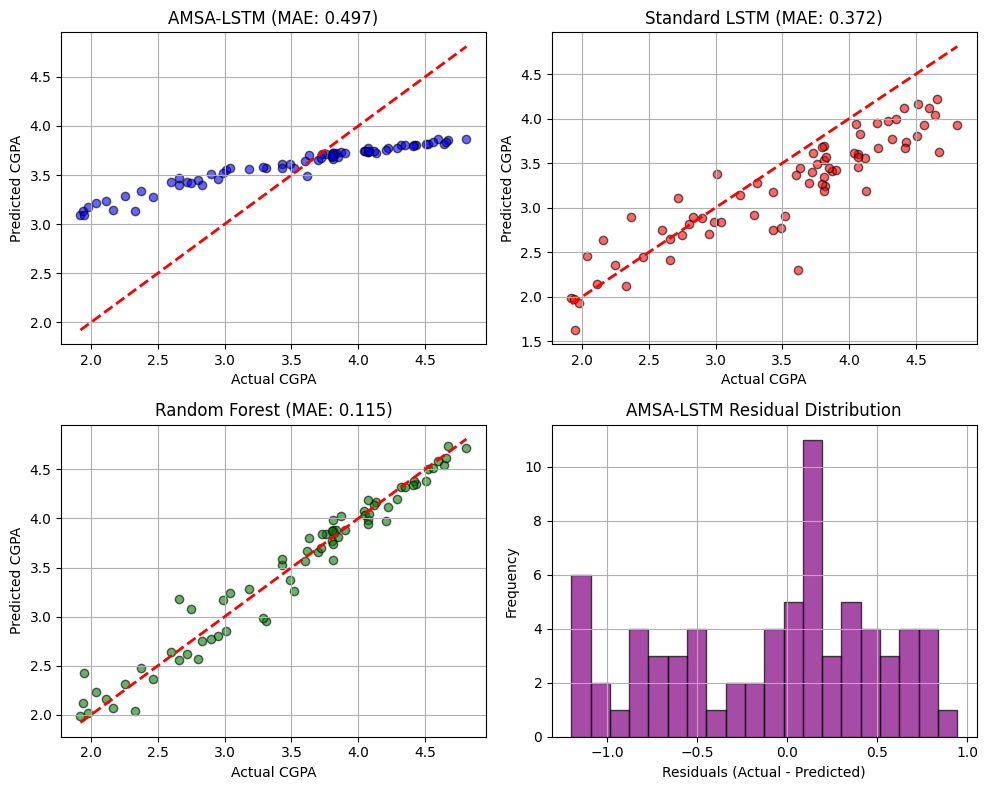 AMSA-LSTM (MAE: 0.497)
4.5
4.0
3.5
3.0
2.5
2.0
Predicted CGPA
2.0 2.5 3.0 3.5 4.0 4.5
Actual CGPA
Standard LSTM (MAE: 0.372)
4.5
4.0
3.5
3.0
2.5
2.0
1.5
Predicted CGPA
2.0 2.5 3.0 3.5 4.0 4.5
Actual CGPA
Random Forest (MAE: 0.115)
4.5
4.0
3.5
3.0
2.5
2.0
Predicted CGPA
2.0 2.5 3.0 3.5 4.0 4.5
Actual CGPA
AMSA-LSTM Residual Distribution
10
8
6
4
2
0
Frequency
−1.0 −0.5 0.0 0.5 1.0
Residuals (Actual - Predicted)